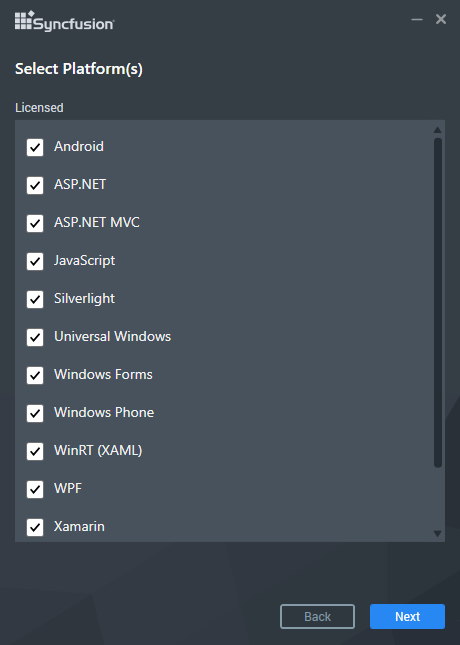 Syncfusion
Select Platform(s)
Licensed
Android
ASP.NET
ASP.NET MVC
JavaScript
Silverlight
Universal Windows
Windows Forms
Windows Phone
WinRT (XAML)
WPF
Xamarin
Back
Next